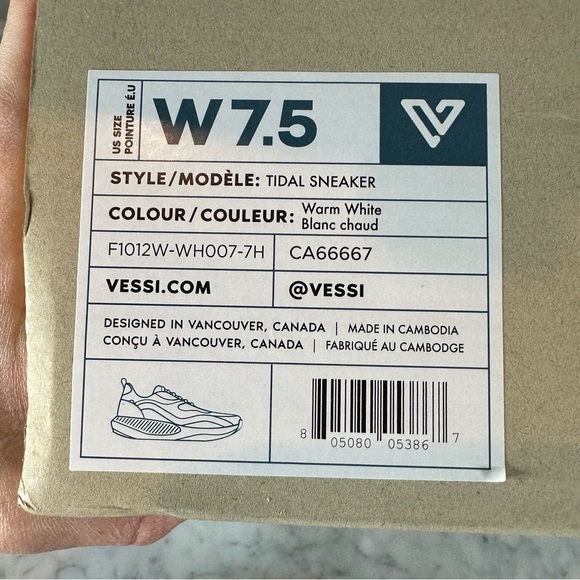 US SIZE
POINTURE É.U
W 7.5
STYLE/MODÈLE: TIDAL SNEAKER
COLOUR/COULEUR: Warm White
Blanc chaud
F1012W-WH007-7H CA66667
VESSI.COM @VESSI
DESIGNED IN VANCOUVER, CANADA | MADE IN CAMBODIA
CONÇU À VANCOUVER, CANADA | FABRIQUÉ AU CAMBODGE
8 05080 05386 7